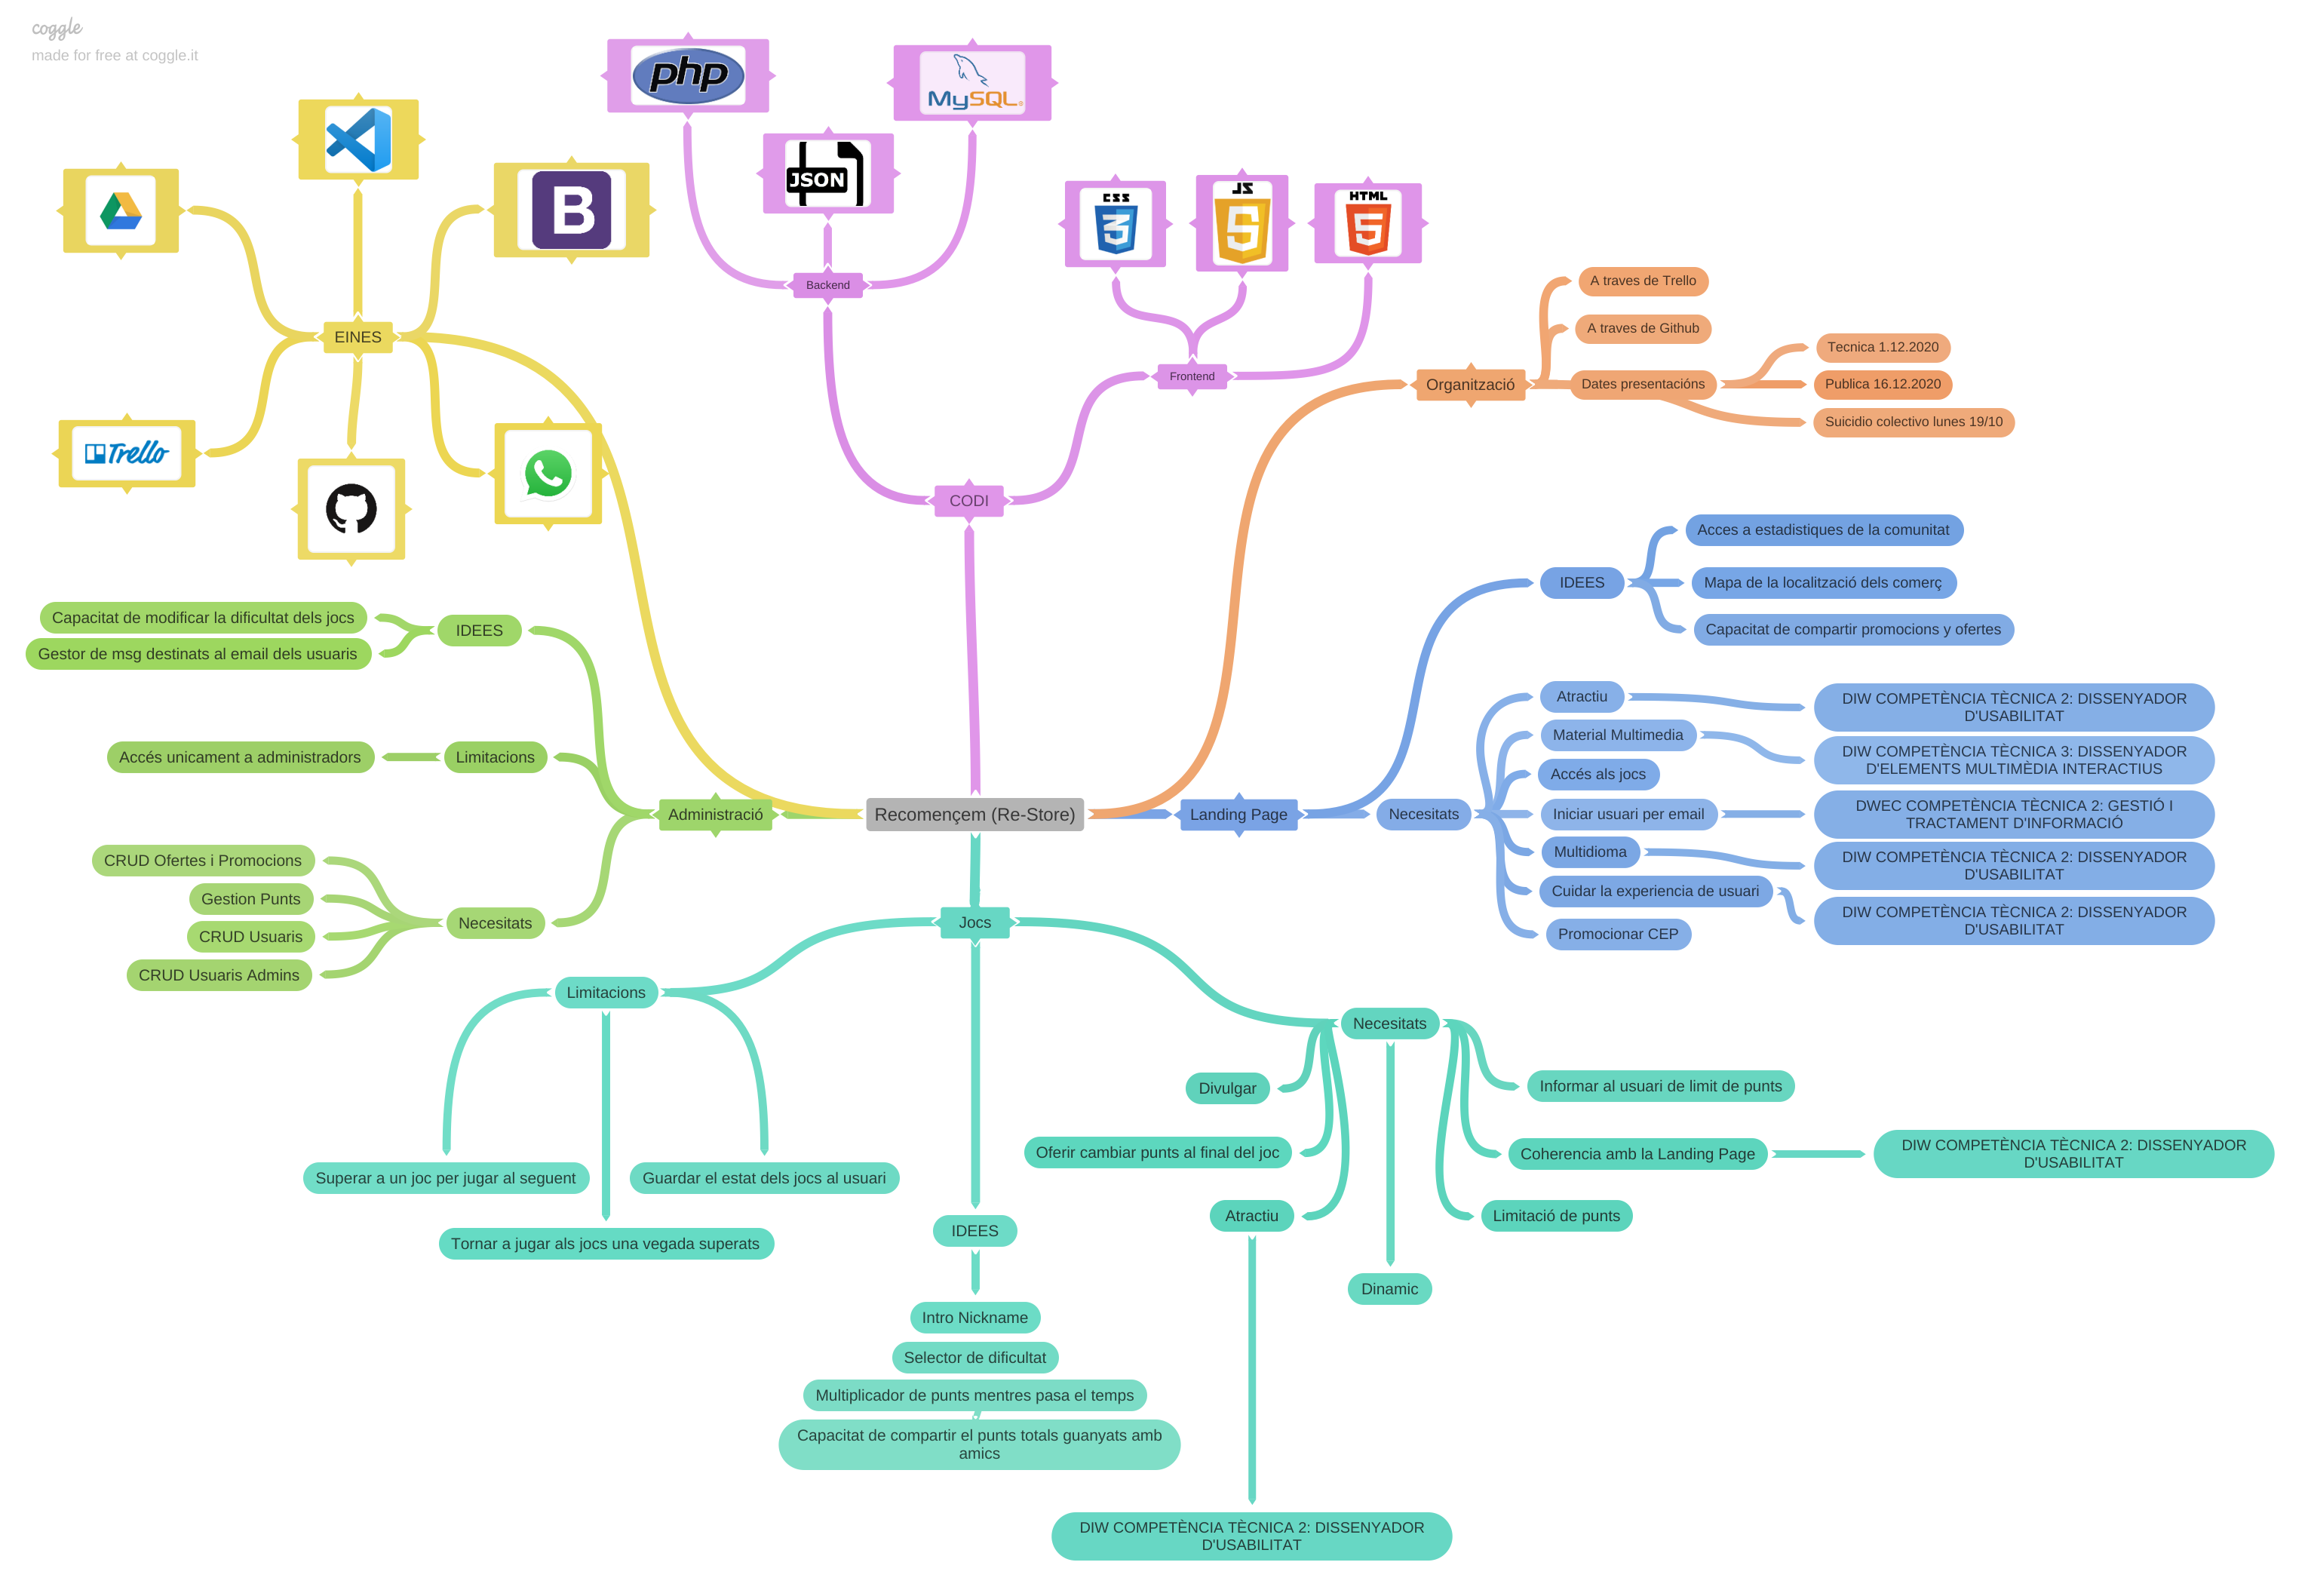 coggle
made for free at coggle.it
php
MySQL
JSON
B
CSS
3
JS
5
HTML
5
Backend
Frontend
EINES
Trello
CODI
Organització
A traves de Trello
A traves de Github
Dates presentacións
Tecnica 1.12.2020
Publica 16.12.2020
Suicidio colectivo lunes 19/10
Recomençem (Re-Store)
Administració
IDEES
Capacitat de modificar la dificultat dels jocs
Gestor de msg destinats al email dels usuaris
Limitacions
Accés unicament a administradors
Necesitats
CRUD Ofertes i Promocions
Gestion Punts
CRUD Usuaris
CRUD Usuaris Admins
Landing Page
IDEES
Acces a estadistiques de la comunitat
Mapa de la localització dels comerç
Capacitat de compartir promocions y ofertes
Necesitats
Atractiu
DIW COMPETÈNCIA TÈCNICA 2: DISSENYADOR
D'USABILITAT
Material Multimedia
DIW COMPETÈNCIA TÈCNICA 3: DISSENYADOR
D'ELEMENTS MULTIMÈDIA INTERACTIUS
Accés als jocs
Iniciar usuari per email
DWEC COMPETÈNCIA TÈCNICA 2: GESTIÓ I
TRACTAMENT D'INFORMACIÓ
Multidioma
DIW COMPETÈNCIA TÈCNICA 2: DISSENYADOR
D'USABILITAT
Cuidar la experiencia de usuari
DIW COMPETÈNCIA TÈCNICA 2: DISSENYADOR
D'USABILITAT
Promocionar CEP
Jocs
Limitacions
Superar a un joc per jugar al seguent
Guardar el estat dels jocs al usuari
Tornar a jugar als jocs una vegada superats
IDEES
Intro Nickname
Selector de dificultat
Multiplicador de punts mentres pasa el temps
Capacitat de compartir el punts totals guanyats amb
amics
Necesitats
Divulgar
Oferir cambiar punts al final del joc
Atractiu
DIW COMPETÈNCIA TÈCNICA 2: DISSENYADOR
D'USABILITAT
Dinamic
Informar al usuari de limit de punts
Coherencia amb la Landing Page
DIW COMPETÈNCIA TÈCNICA 2: DISSENYADOR
D'USABILITAT
Limitació de punts